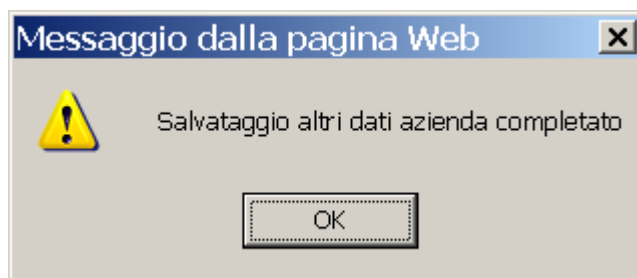 Messaggio dalla pagina Web
Salvataggio altri dati azienda completato
OK